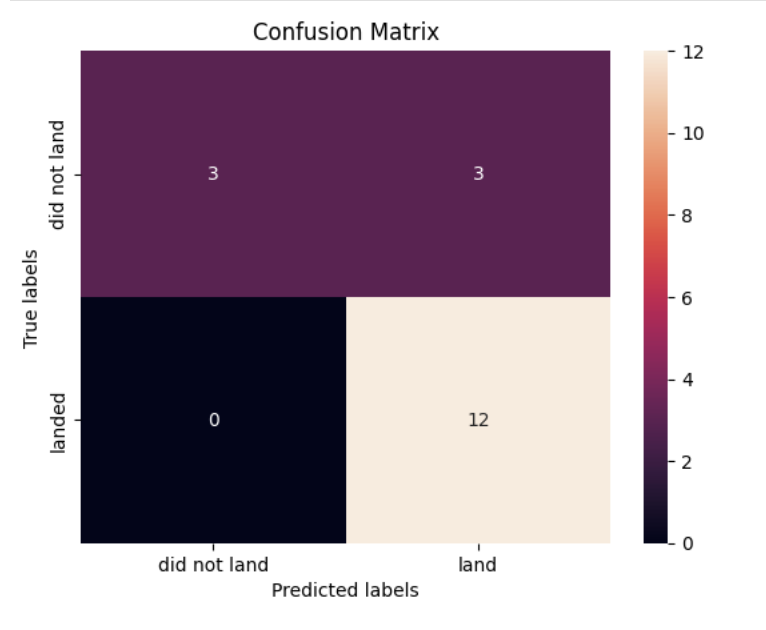 Confusion Matrix
did not land
landed
True labels
3
3
0
12
did not land
land
Predicted labels
12
10
8
6
4
2
0